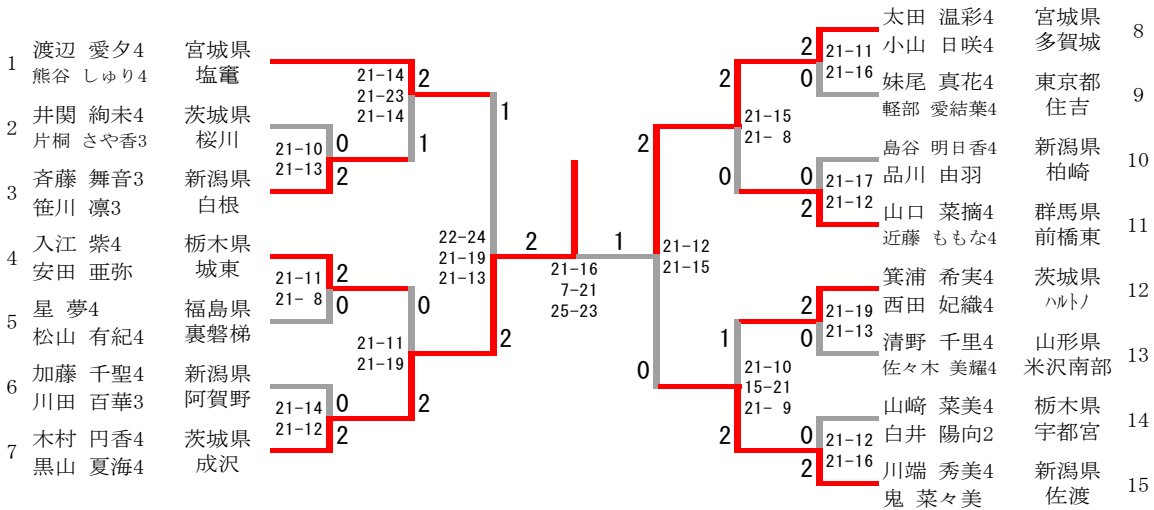 1 渡辺 愛夕4 宮城県
熊谷 しゅり4 塩竈
2 井関 絢未4 茨城県
片桐 さや香3 桜川
3 斉藤 舞音3 新潟県
笹川 凛3 白根
4 入江 紫4 栃木県
安田 亜弥 城東
5 星 夢4 福島県
松山 有紀4 裏磐梯
6 加藤 千聖4 新潟県
川田 百華3 阿賀野
7 木村 円香4 茨城県
黒山 夏海4 成沢
21-14 2
21-23
21-14 1
21-10 0
21-13 2
21-11 2
21- 8 0
21-14 0
21-12 2
21-11 0
21-19 2
1
22-24
21-19
21-13
2
2 1
21-16
7-21
25-23
2
21-12
21-15
0
2
21-15
21- 8
0
1
21-10
15-21
21- 9
2
2 21-11
0 21-16
0 21-17
2 21-12
2 21-19
0 21-13
0 21-12
2 21-16
太田 温彩4 宮城県 8
小山 日咲4 多賀城
妹尾 真花4 東京都 9
軽部 愛結葉4 住吉
島谷 明日香4 新潟県 10
品川 由羽 柏崎
山口 菜摘4 群馬県 11
近藤 ももな4 前橋東
箕浦 希実4 茨城県 12
西田 妃織4 ハルトノ
清野 千里4 山形県 13
佐々木 美耀4 米沢南部
山﨑 菜美4 栃木県 14
白井 陽向2 宇都宮
川端 秀美4 新潟県 15
鬼 菜々美 佐渡